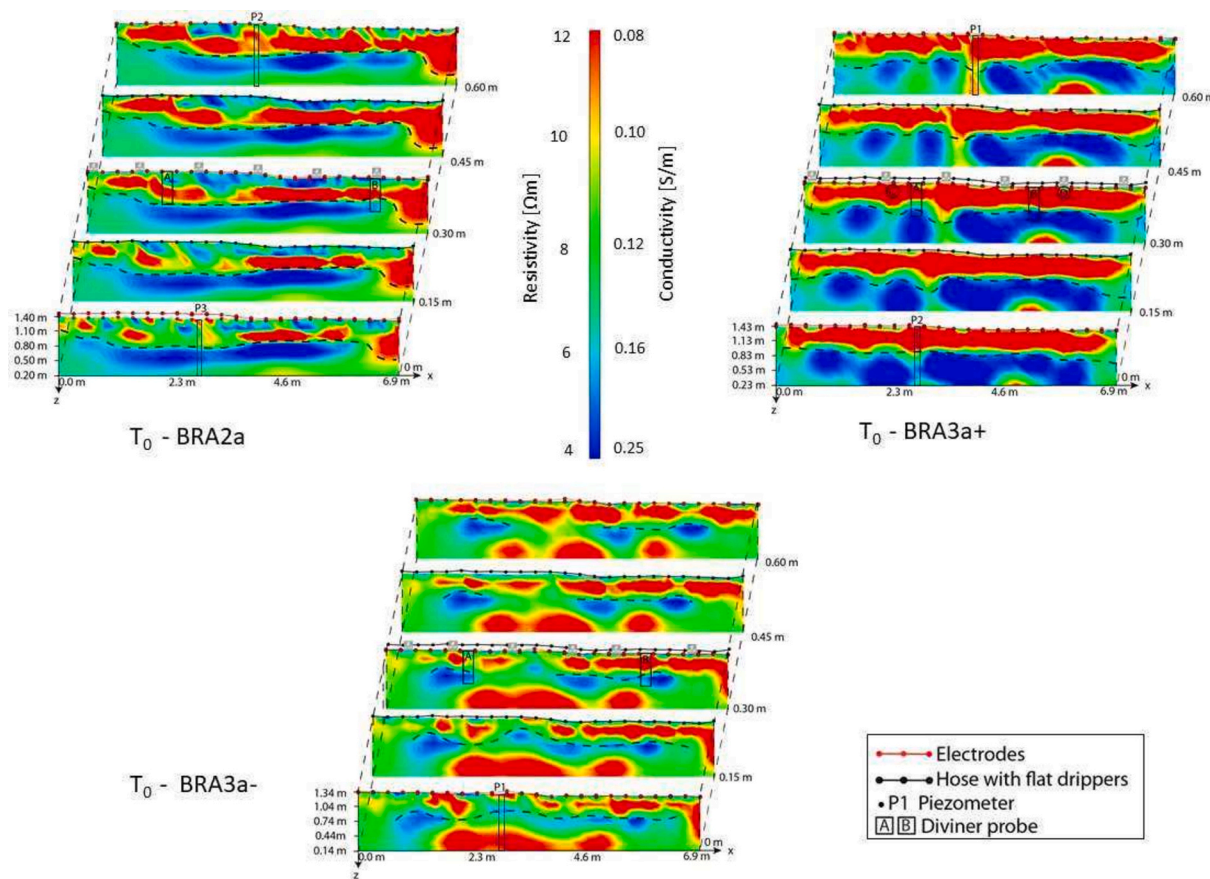 P2
0.60 m
0.45 m
A
B
0.30 m
0.15 m
P3
1.40 m
1.10 m
0.80 m
0.50 m
0.20 m
0 m
x
0.0 m
2.3 m
4.6 m
6.9 m
z
T0 - BRA2a
12
10
8
6
4
Resistivity [Ωm]
0.08
0.10
0.12
0.16
0.25
Conductivity [S/m]
P1
0.60 m
0.45 m
0.30 m
0.15 m
P2
1.43 m
1.13 m
0.83 m
0.53 m
0.23 m
0 m
x
0.0 m
2.3 m
4.6 m
6.9 m
z
T0 - BRA3a+
0.60 m
0.45 m
A
B
0.30 m
0.15 m
P1
1.34 m
1.04 m
0.74 m
0.44m
0.14 m
0 m
x
0.0 m
2.3 m
4.6 m
6.9 m
z
T0 - BRA3a-
Electrodes
Hose with flat drippers
P1 Piezometer
A B Diviner probe